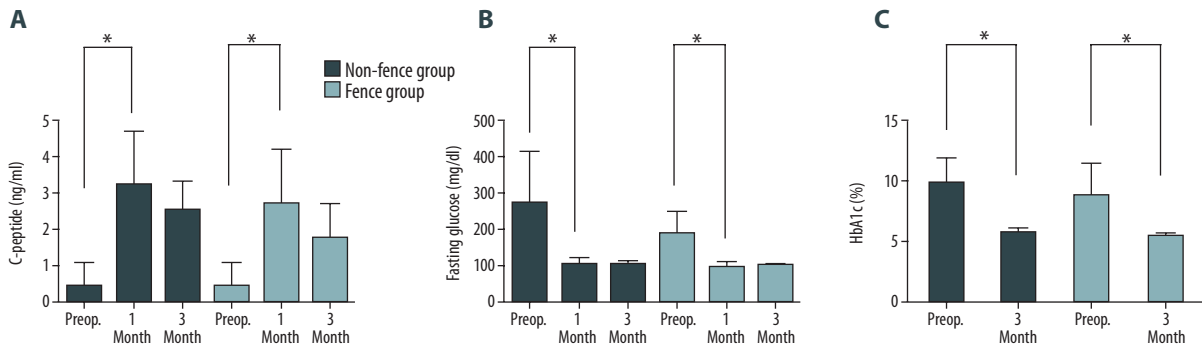 A
B
C
*
*
*
*
*
*
Non-fence group
Fence group
C-peptide (ng/ml)
5
4
3
2
1
0
Preop.
1
Month
3
Month
Preop.
1
Month
3
Month
Fasting glucose (mg/dl)
500
400
300
200
100
0
Preop.
1
Month
3
Month
Preop.
1
Month
3
Month
HbA1c (%)
15
10
5
0
Preop.
3
Month
Preop.
3
Month